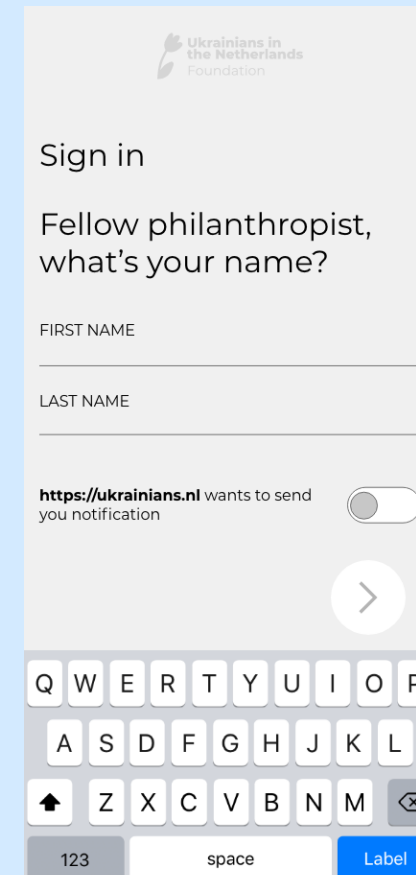 Ukrainians in
the Netherlands
Foundation
Sign in
Fellow philanthropist,
what's your name?
FIRST NAME
LAST NAME
https://ukrainians.nl wants to send
you notification
Q W E R T Y U I O P
A S D F G H J K L
Z X C V B N M
123 space Label